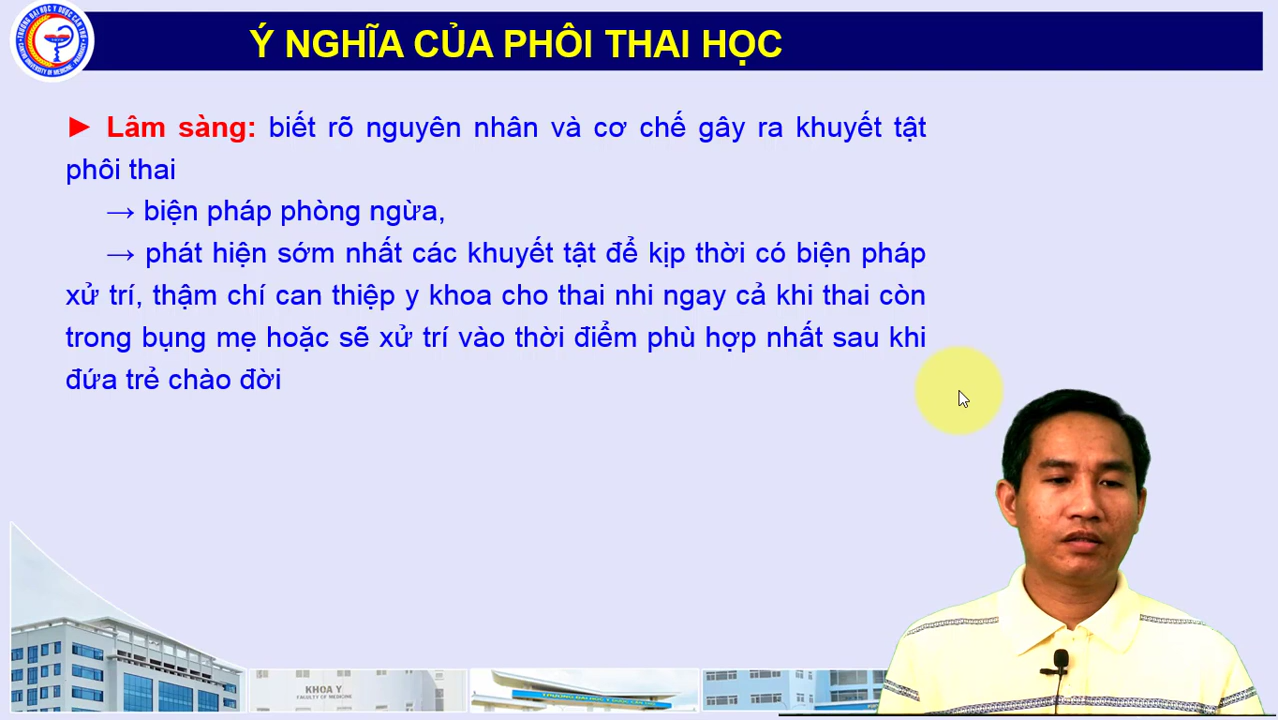 Ý NGHĨA CỦA PHÔI THAI HỌC
► Lâm sàng: biết rõ nguyên nhân và cơ chế gây ra khuyết tật
phôi thai
→ biện pháp phòng ngừa,
→ phát hiện sớm nhất các khuyết tật để kịp thời có biện pháp
xử trí, thậm chí can thiệp y khoa cho thai nhi ngay cả khi thai còn
trong bụng mẹ hoặc sẽ xử trí vào thời điểm phù hợp nhất sau khi
đứa trẻ chào đời
KHOA Y
FACULTY OF MEDICINE